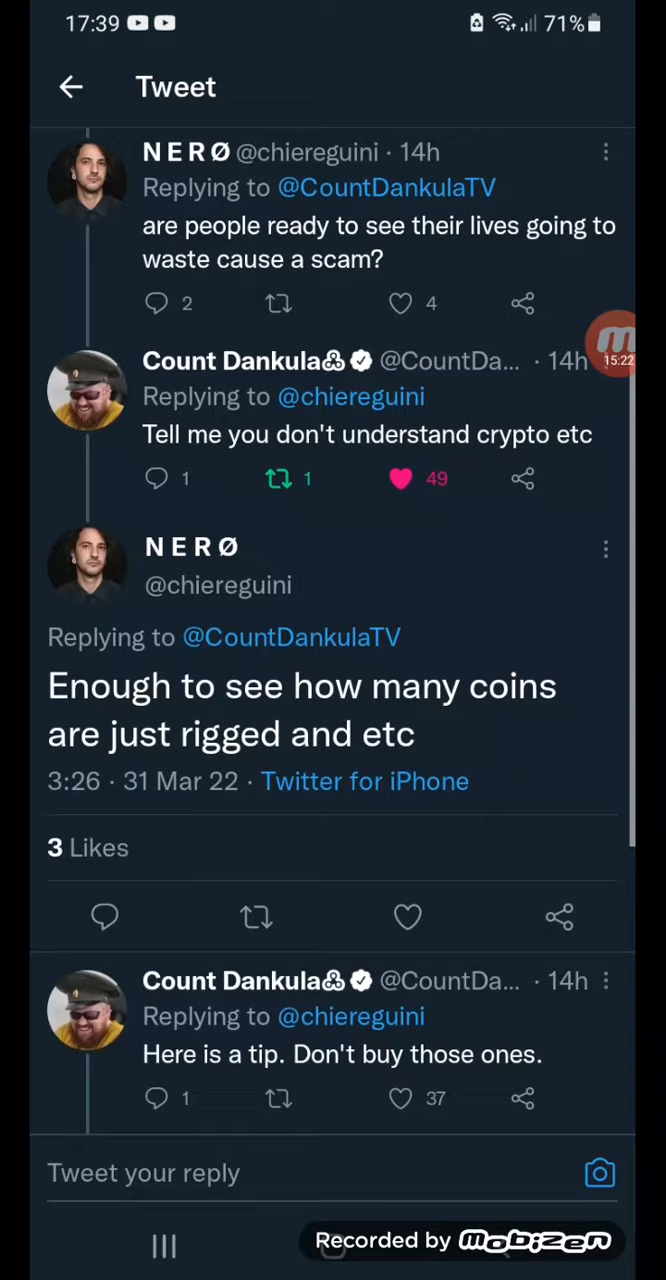 17:39 71%
Tweet
N E R Ø @chiereguini · 14h
Replying to @CountDankulaTV
are people ready to see their lives going to
waste cause a scam?
2 4
15:22
Count Dankula @CountDa... · 14h
Replying to @chiereguini
Tell me you don't understand crypto etc
1 1 49
N E R Ø
@chiereguini
Replying to @CountDankulaTV
Enough to see how many coins
are just rigged and etc
3:26 · 31 Mar 22 · Twitter for iPhone
3 Likes
Count Dankula @CountDa... · 14h
Replying to @chiereguini
Here is a tip. Don't buy those ones.
1 37
Tweet your reply
Recorded by mobizen